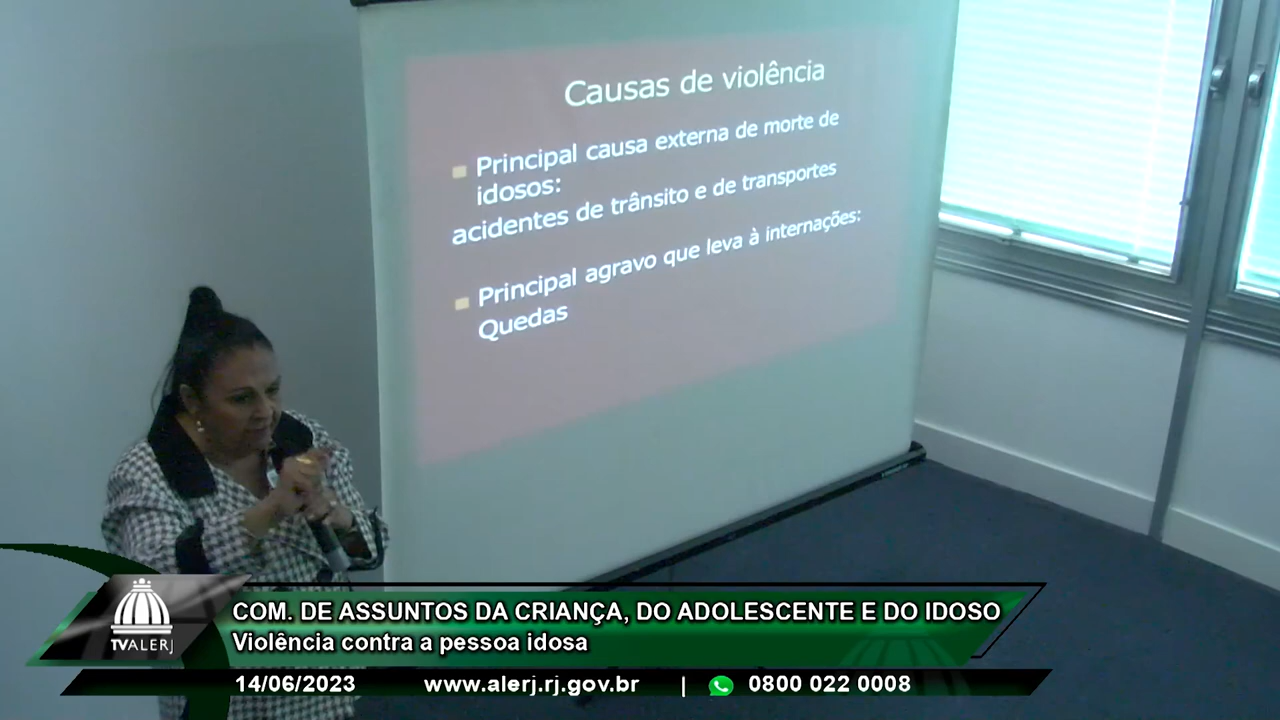 Causas de violência
Principal causa externa de morte de
idosos:
acidentes de trânsito e de transportes
Principal agravo que leva à internações:
Quedas
COM. DE ASSUNTOS DA CRIANÇA, DO ADOLESCENTE E DO IDOSO
Violência contra a pessoa idosa
TVALERJ
14/06/2023 www.alerj.rj.gov.br | 0800 022 0008